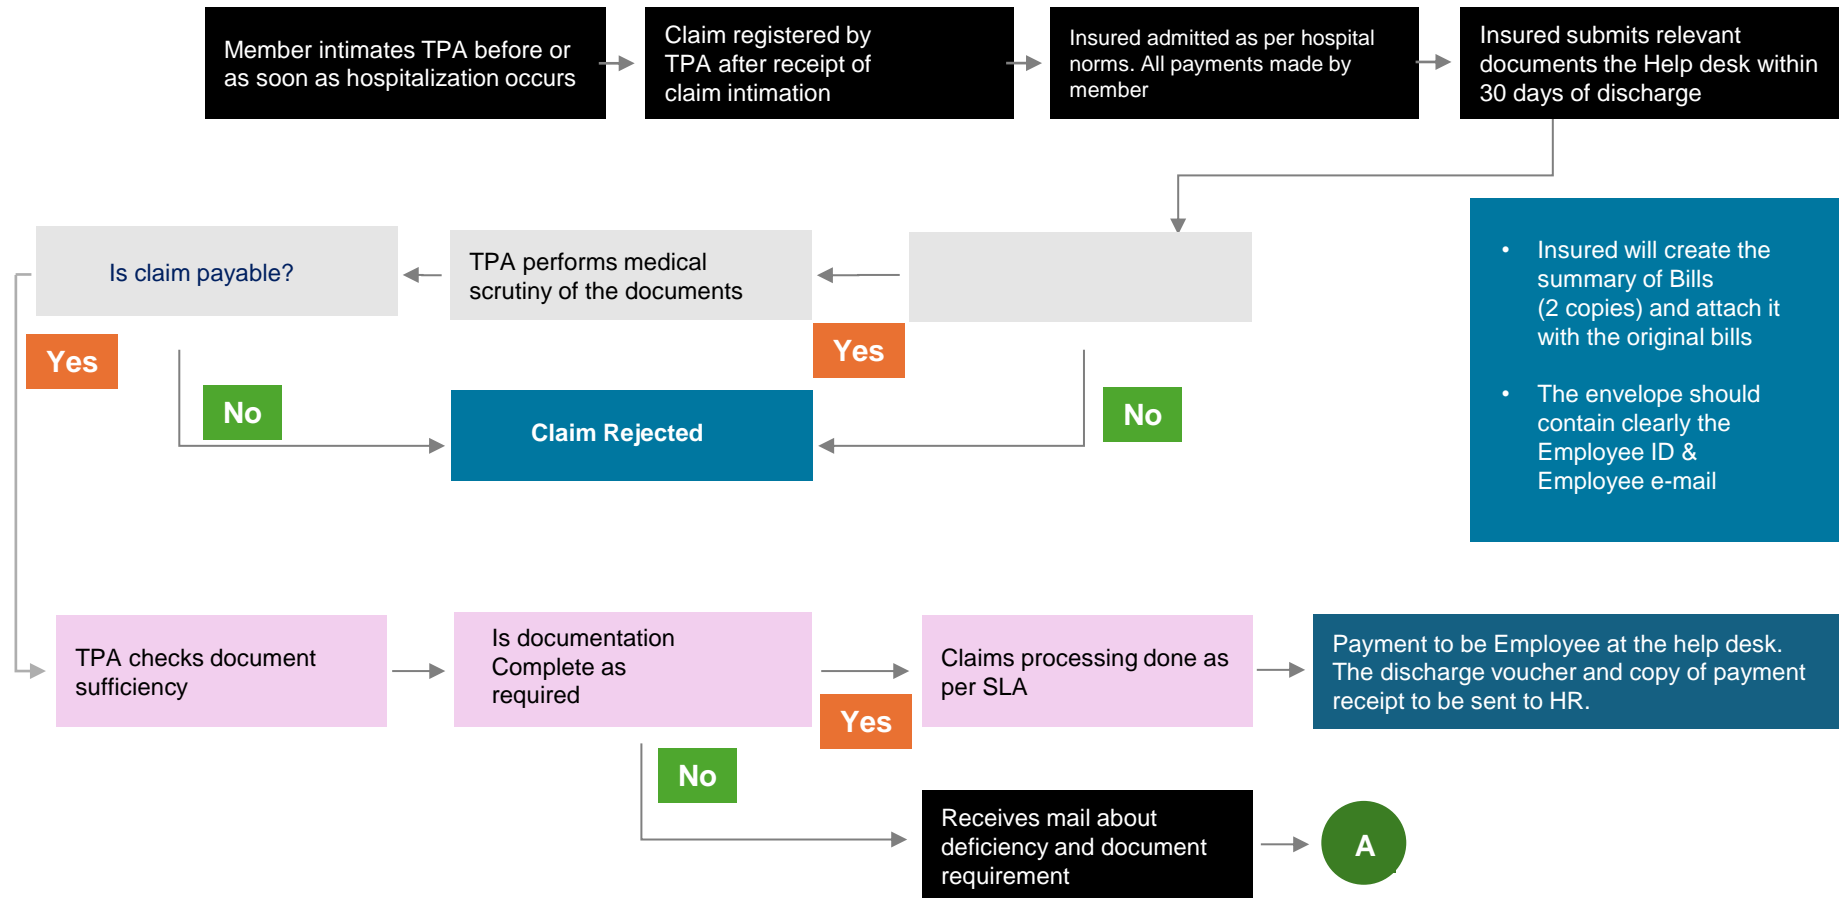 Member intimates TPA before or
as soon as hospitalization occurs
Claim registered by
TPA after receipt of
claim intimation
Insured admitted as per hospital
norms. All payments made by
member
Insured submits relevant
documents the Help desk within
30 days of discharge
Is claim payable?
TPA performs medical
scrutiny of the documents
Yes
Yes
No
No
Claim Rejected
• Insured will create the
summary of Bills
(2 copies) and attach it
with the original bills
• The envelope should
contain clearly the
Employee ID &
Employee e-mail
TPA checks document
sufficiency
Is documentation
Complete as
required
Claims processing done as
per SLA
Payment to be Employee at the help desk.
The discharge voucher and copy of payment
receipt to be sent to HR.
Yes
No
Receives mail about
deficiency and document
requirement
A